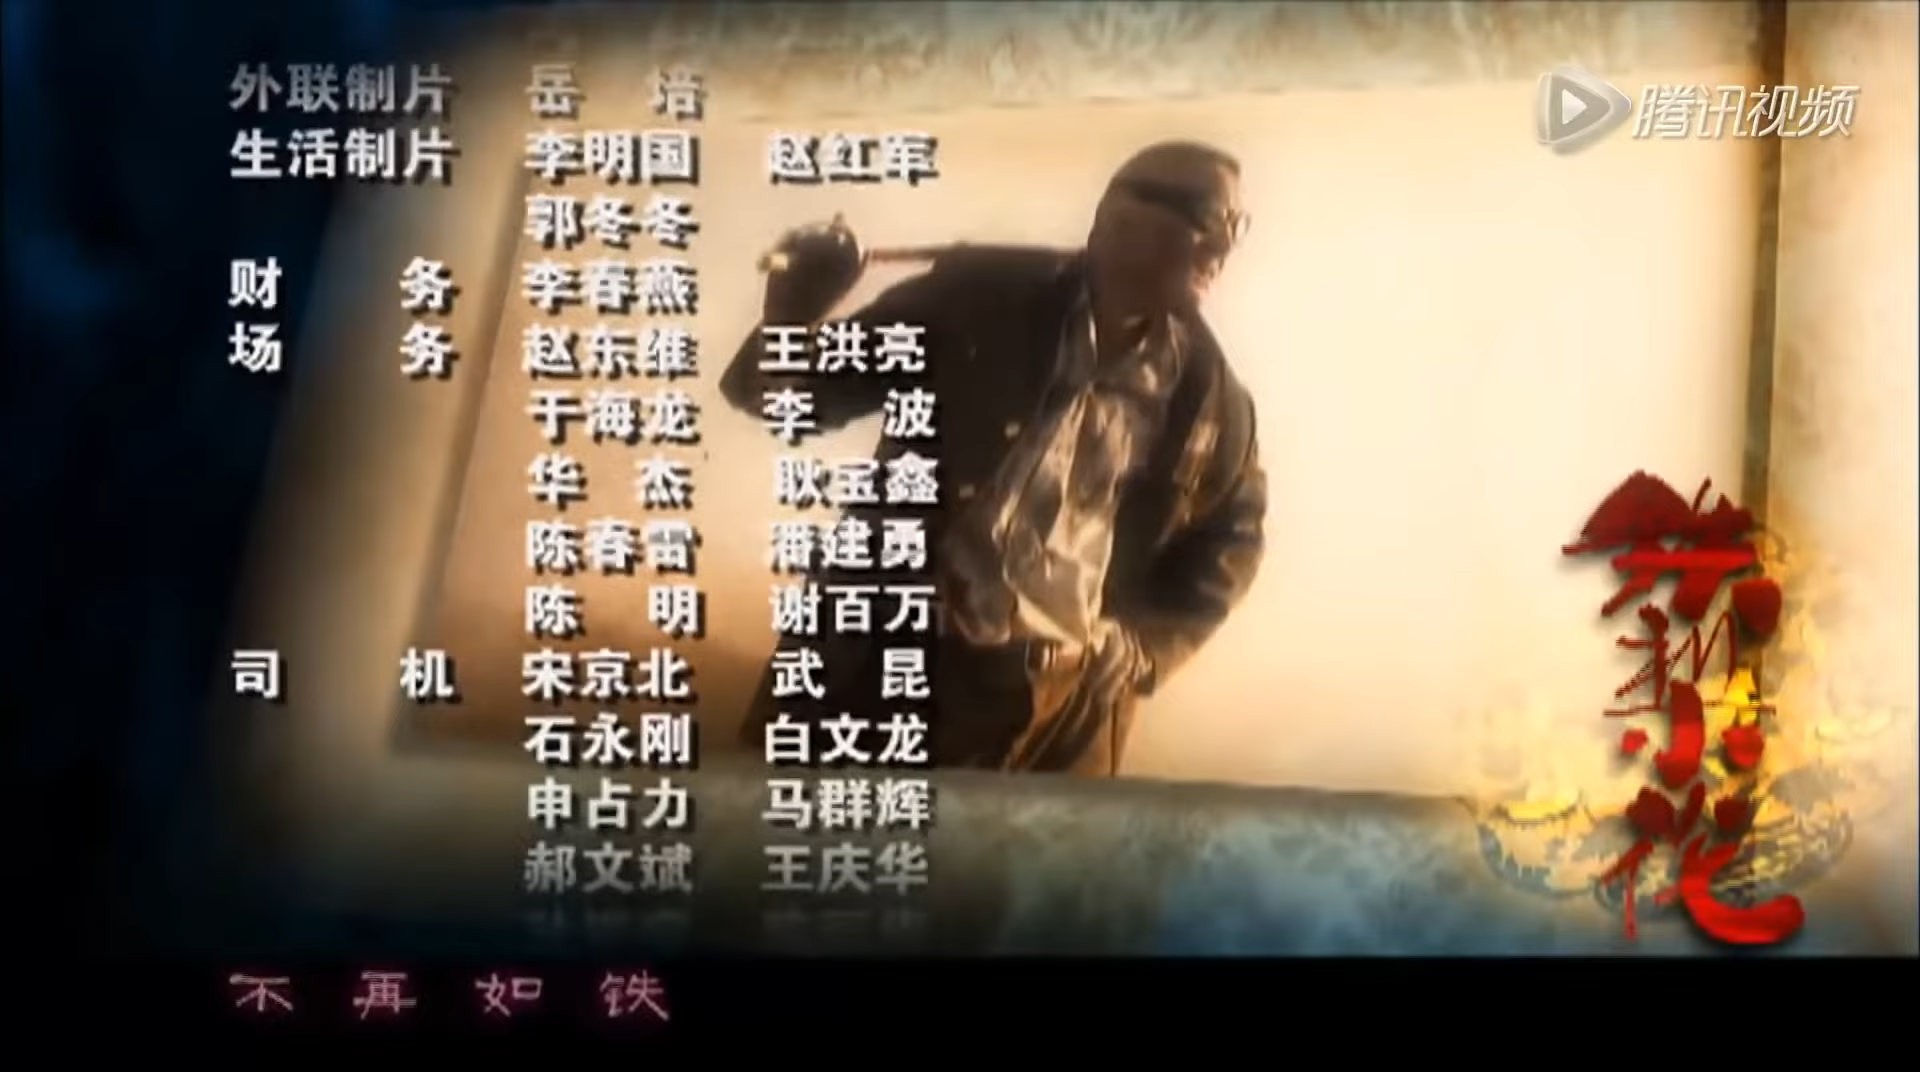 外联制片 岳 培
生活制片 李明国 赵红军
郭冬冬
财 务 李春燕
场 务 赵东维 王洪亮
于海龙 李 波
华 杰 耿宝鑫
陈春雷 潘建勇
陈 明 谢百万
司 机 宋京北 武 昆
石永刚 白文龙
申占力 马群辉
郝文斌 王庆华
不再如铁
腾讯视频